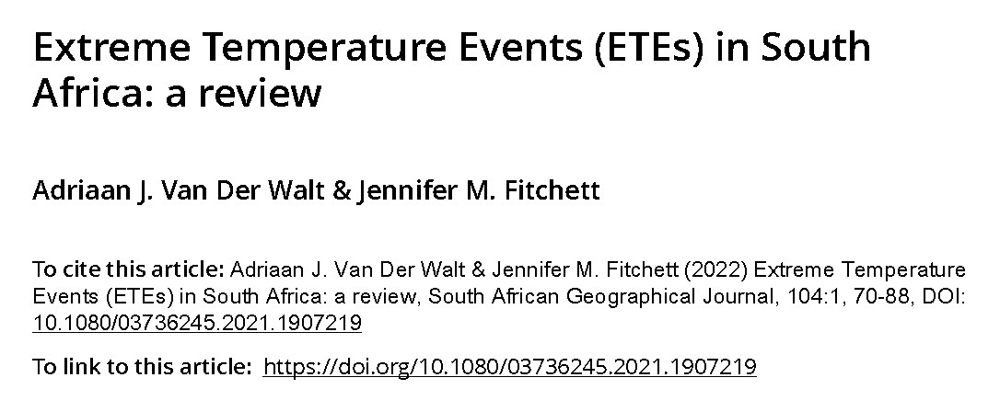 Extreme Temperature Events (ETEs) in South
Africa: a review
Adriaan J. Van Der Walt & Jennifer M. Fitchett
To cite this article: Adriaan J. Van Der Walt & Jennifer M. Fitchett (2022) Extreme Temperature
Events (ETEs) in South African: a review, South African Geographical Journal, 104:1, 70-88, DOI:
10.1080/03736245.2021.1907219
To link to this article: https://doi.org/10.1080/03736245.2021.1907219